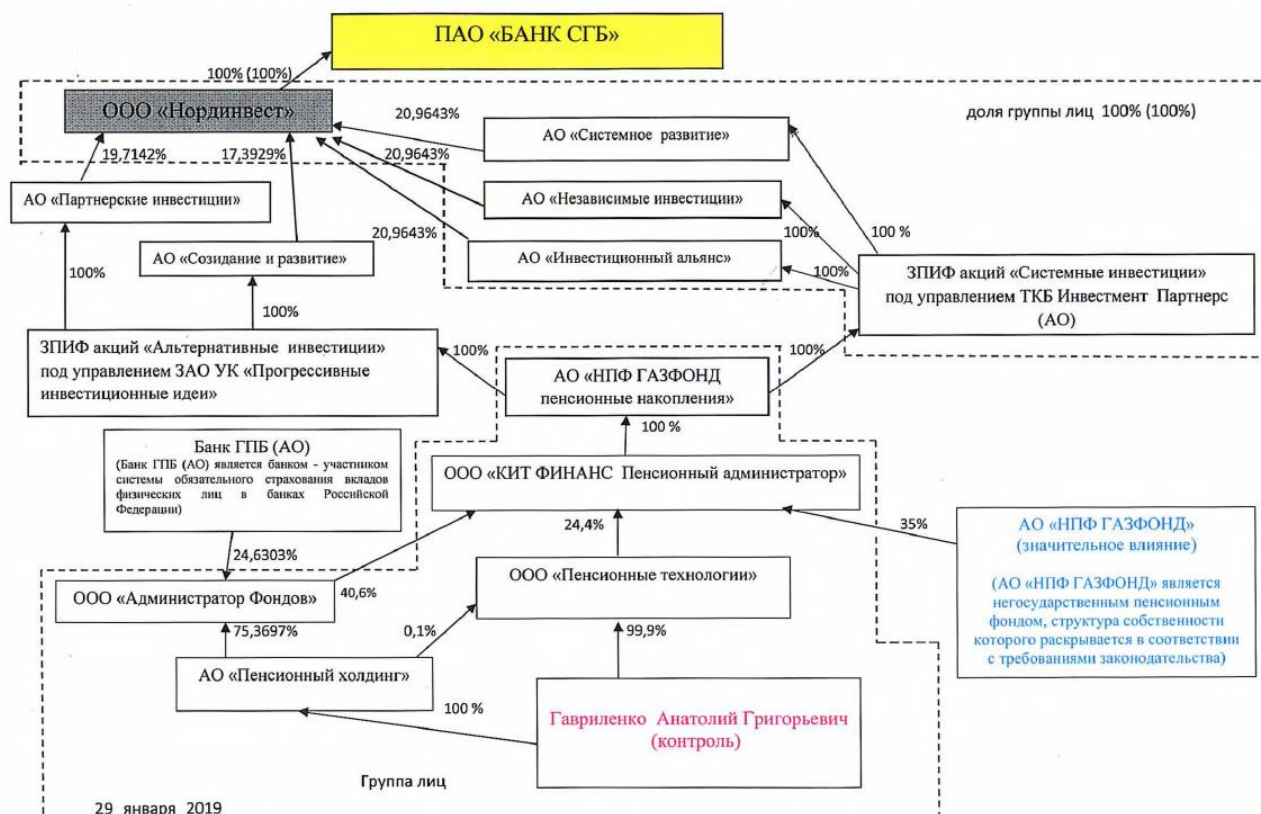 ПАО «БАНК СГБ»
100% (100%)
ООО «Нординвест»
доля группы лиц 100% (100%)
20,9643%
АО «Системное развитие»
19,7142%
17,3929%
20,9643%
АО «Партнерские инвестиции»
АО «Независимые инвестиции»
20,9643%
100%
100 %
АО «Созидание и развитие»
АО «Инвестиционный альянс»
100%
100%
ЗПИФ акций «Системные инвестиции»
под управлением ТКБ Инвестмент Партнерс
(АО)
100%
ЗПИФ акций «Альтернативные инвестиции»
под управлением ЗАО УК «Прогрессивные
инвестиционные идеи»
100%
100%
АО «НПФ ГАЗФОНД
пенсионные накопления»
100 %
Банк ГПБ (АО)
(Банк ГПБ (АО) является банком - участником
системы обязательного страхования вкладов
физических лиц в банках Российской
Федерации)
ООО «КИТ ФИНАНС Пенсионный администратор»
24,4%
35%
АО «НПФ ГАЗФОНД»
(значительное влияние)
(АО «НПФ ГАЗФОНД» является
негосударственным пенсионным
фондом, структура собственности
которого раскрывается в соответствии
с требованиями законодательства)
24,6303%
ООО «Администратор Фондов»
40,6%
ООО «Пенсионные технологии»
75,3697%
0,1%
99,9%
АО «Пенсионный холдинг»
100 %
Гавриленко Анатолий Григорьевич
(контроль)
Группа лиц
29 января 2019